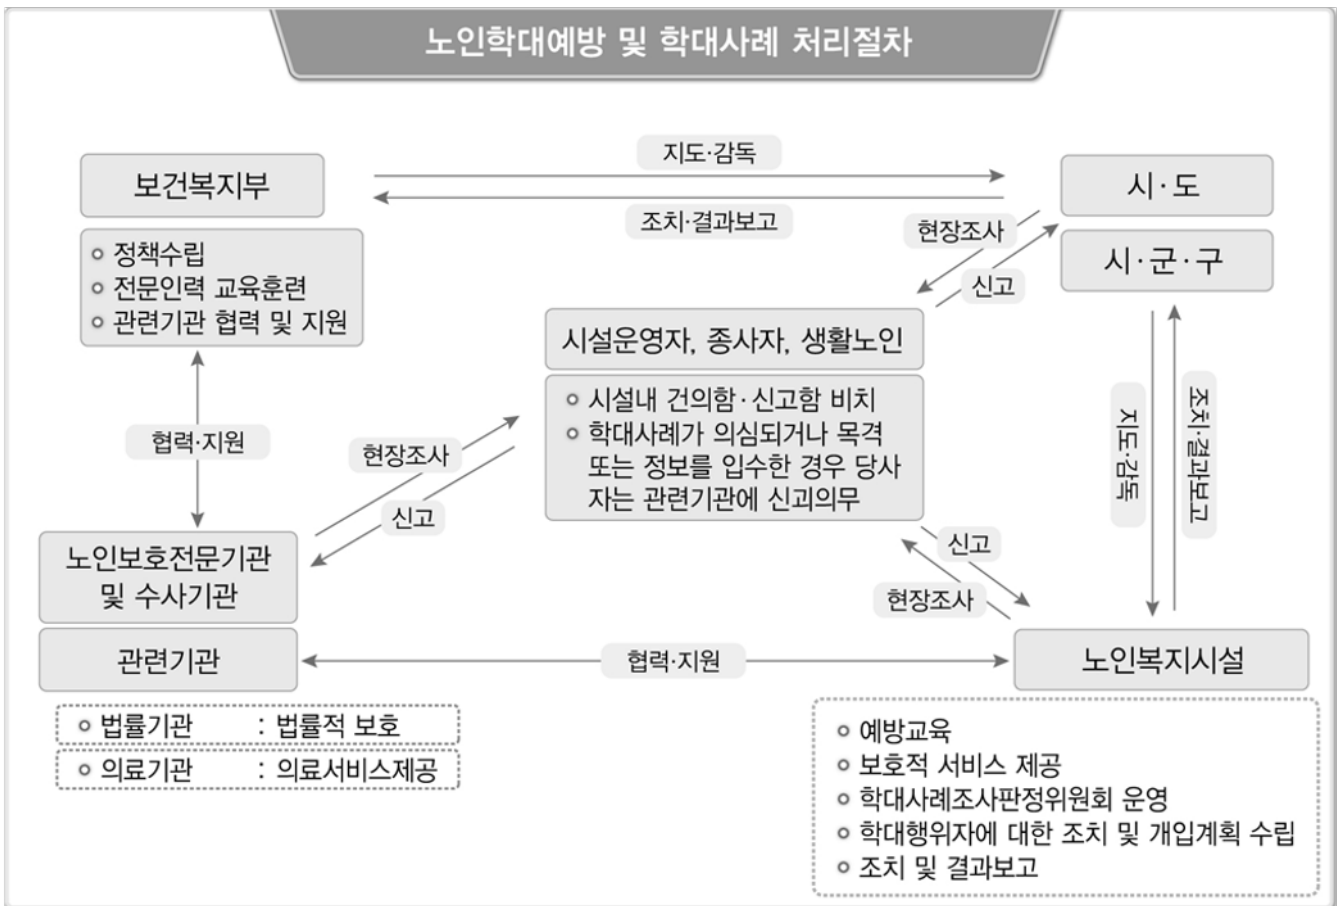 노인학대예방 및 학대사례 처리절차
지도·감독
보건복지부
시·도
조치·결과보고
현장조사
정책수립
전문인력 교육훈련
관련기관 협력 및 지원
시·군·구
신고
시설운영자, 종사자, 생활노인
시설내 건의함·신고함 비치
학대사례가 의심되거나 목격
또는 정보를 입수한 경우 당사
자는 관련기관에 신괴의무
지도·감독
조치·결과보고
협력·지원
현장조사
신고
신고
현장조사
노인보호전문기관
및 수사기관
관련기관
협력·지원
노인복지시설
법률기관 : 법률적 보호
의료기관 : 의료서비스제공
예방교육
보호적 서비스 제공
학대사례조사판정위원회 운영
학대행위자에 대한 조치 및 개입계획 수립
조치 및 결과보고